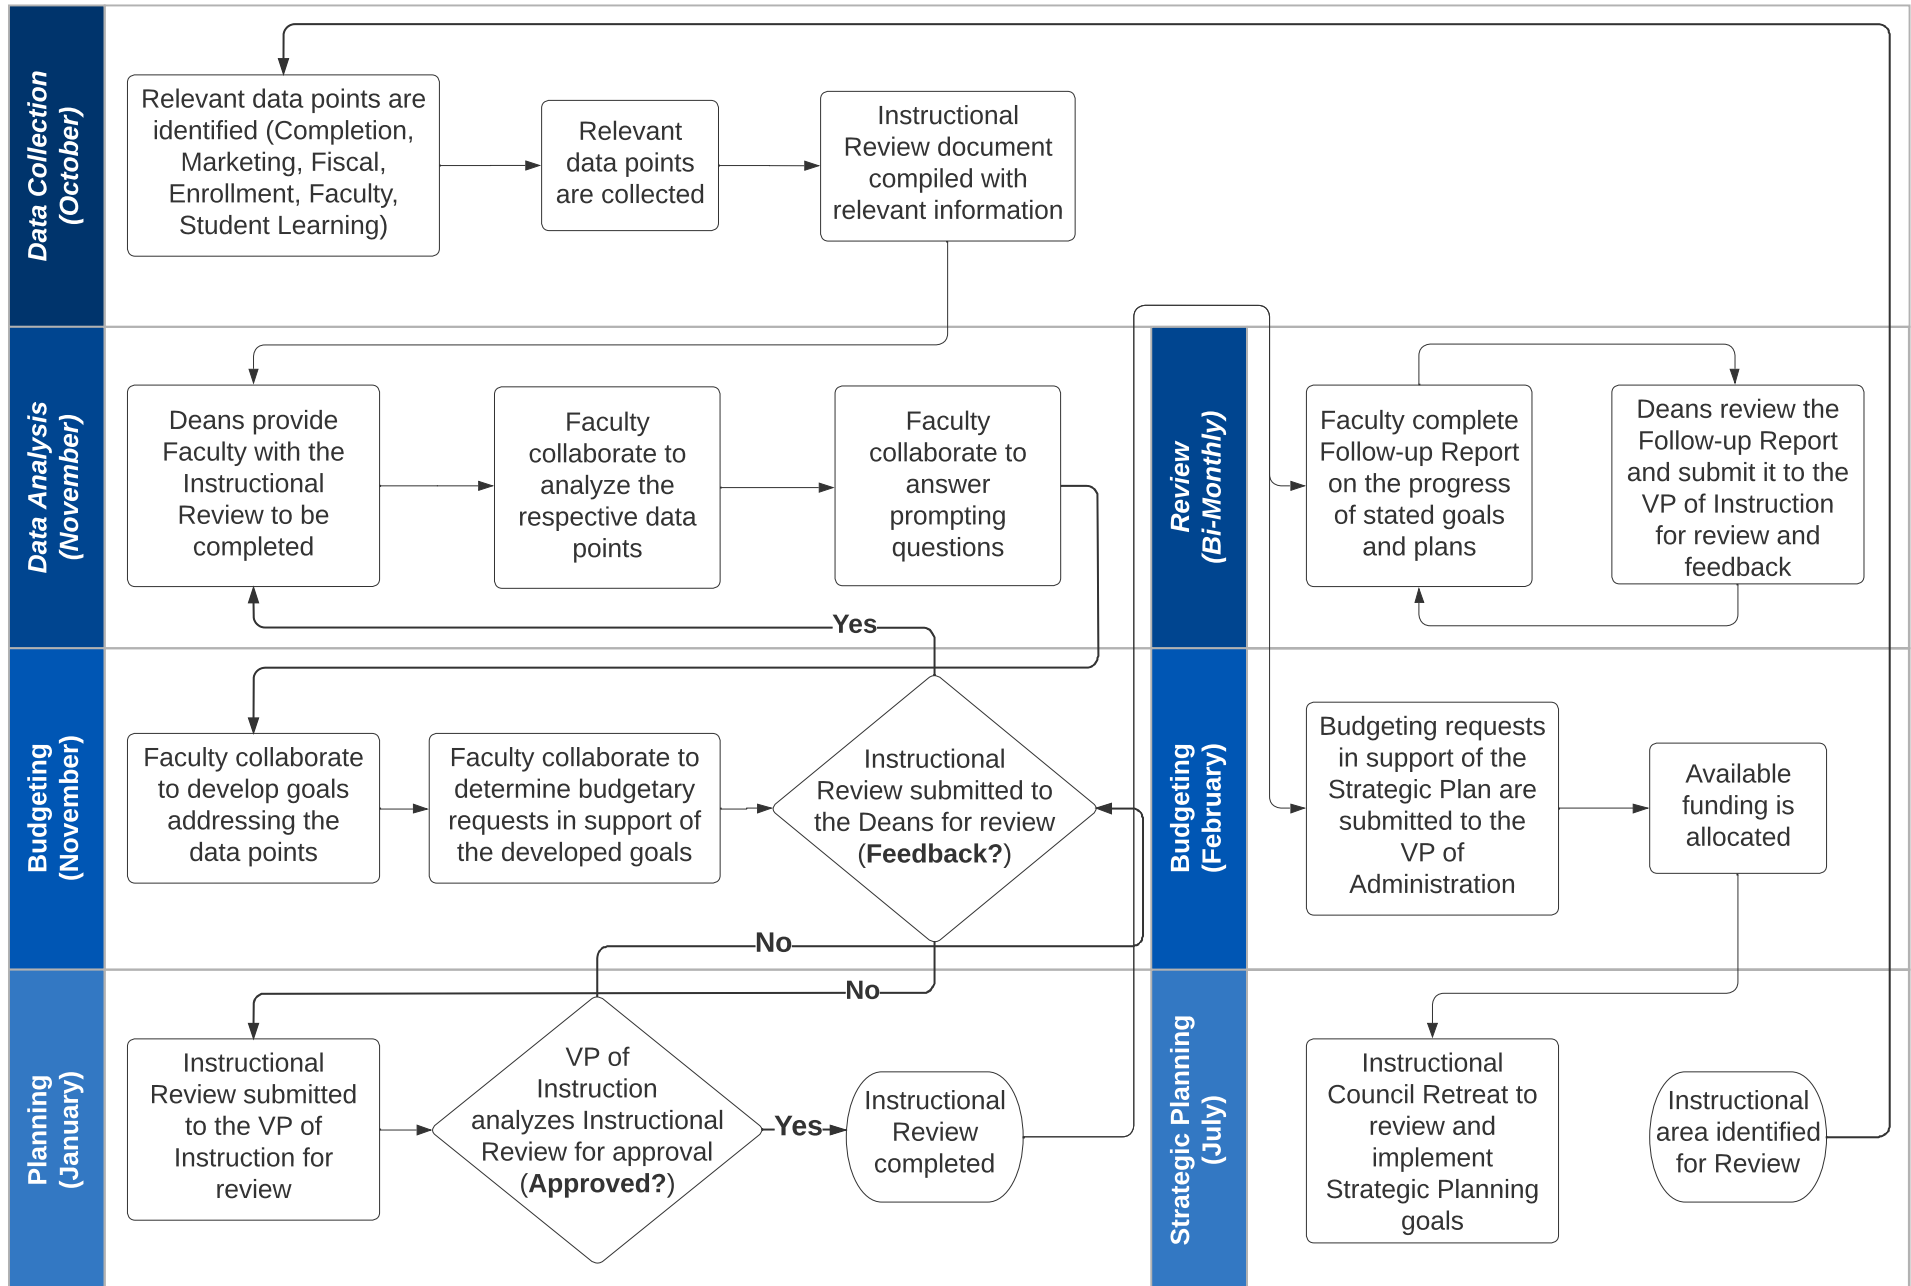 Data Collection
(October)
Relevant data points are
identified (Completion,
Marketing, Fiscal,
Enrollment, Faculty,
Student Learning)
Relevant
data points
are collected
Instructional
Review document
compiled with
relevant information
Data Analysis
(November)
Deans provide
Faculty with the
Instructional
Review to be
completed
Faculty
collaborate to
analyze the
respective data
points
Faculty
collaborate to
answer
prompting
questions
Yes
Review
(Bi-Monthly)
Faculty complete
Follow-up Report
on the progress
of stated goals
and plans
Deans review the
Follow-up Report
and submit it to the
VP of Instruction
for review and
feedback
Budgeting
(November)
Faculty collaborate
to develop goals
addressing the
data points
Faculty collaborate to
determine budgetary
requests in support of
the developed goals
Instructional
Review submitted to
the Deans for review
(Feedback?)
No
Budgeting
(February)
Budgeting requests
in support of the
Strategic Plan are
submitted to the
VP of
Administration
Available
funding is
allocated
Planning
(January)
No
Instructional
Review submitted
to the VP of
Instruction for
review
VP of
Instruction
analyzes Instructional
Review for approval
(Approved?)
Yes
Instructional
Review
completed
Strategic Planning
(July)
Instructional
Council Retreat to
review and
implement
Strategic Planning
goals
Instructional
area identified
for Review